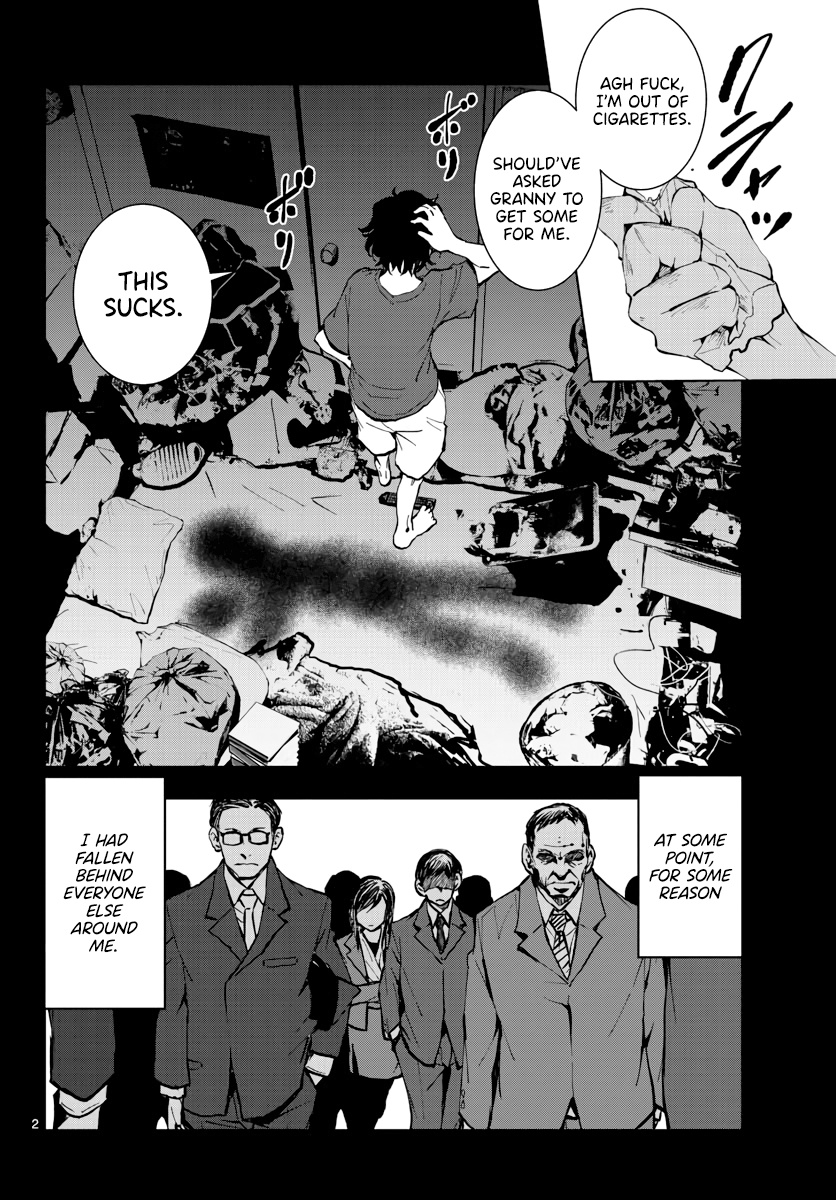 AGH FUCK,
I'M OUT OF
CIGARETTES.
クシャッ
SHOULD'VE
ASKED
GRANNY TO
GET SOME
FOR ME.
ボリ
ボリ
THIS
SUCKS.
AT SOME
POINT,
FOR SOME
REASON
I HAD
FALLEN
BEHIND
EVERYONE
ELSE
AROUND
ME.
2